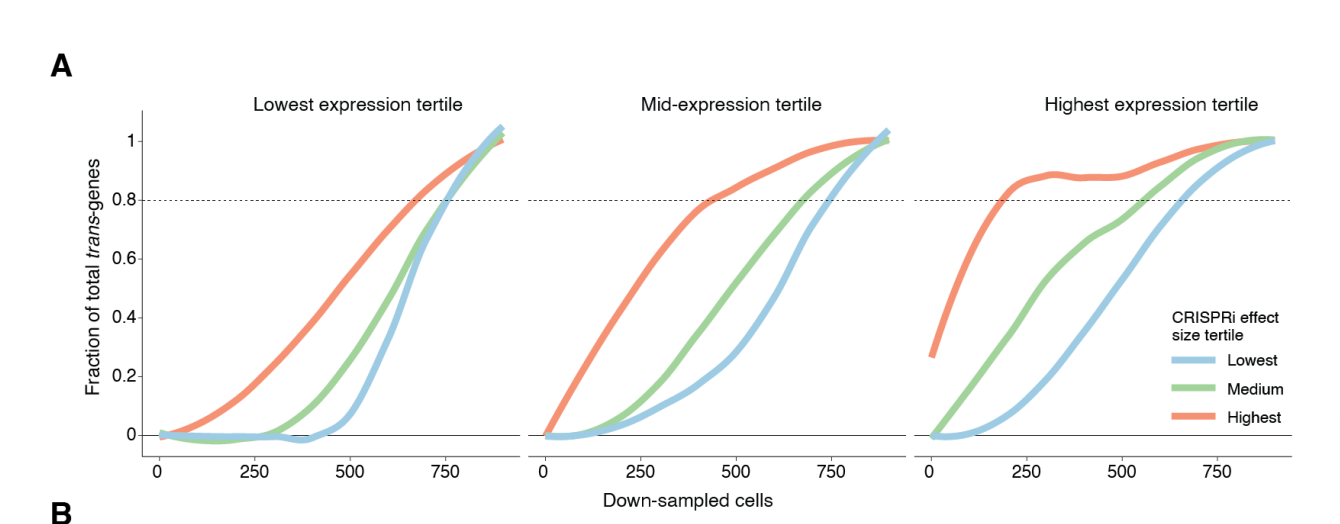 A
Lowest expression tertile
Mid-expression tertile
Highest expression tertile
Fraction of total trans-genes
1
0.8
0.6
0.4
0.2
0
0 250 500 750
0 250 500 750
0 250 500 750
CRISPRi effect
size tertile
Lowest
Medium
Highest
Down-sampled cells
B